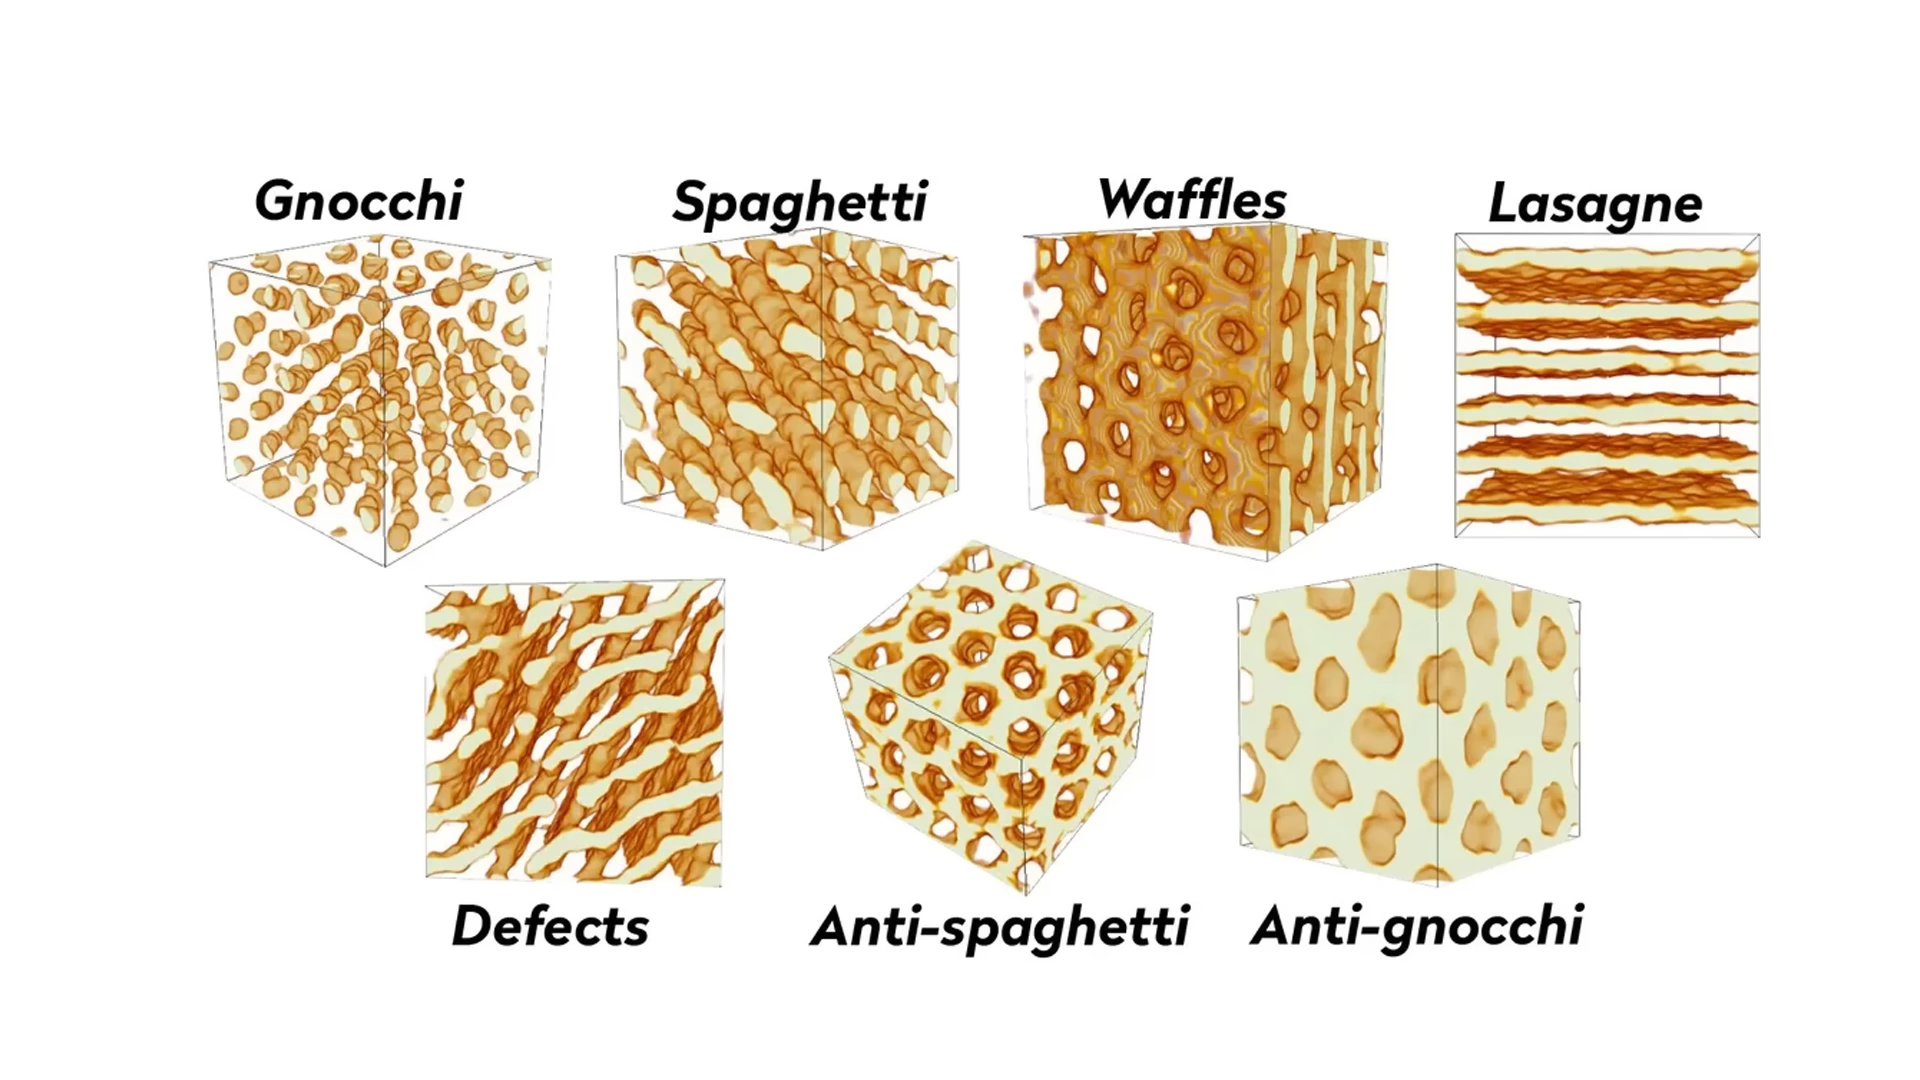 Gnocchi
Spaghetti
Waffles
Lasagne
Defects
Anti-spaghetti
Anti-gnocchi